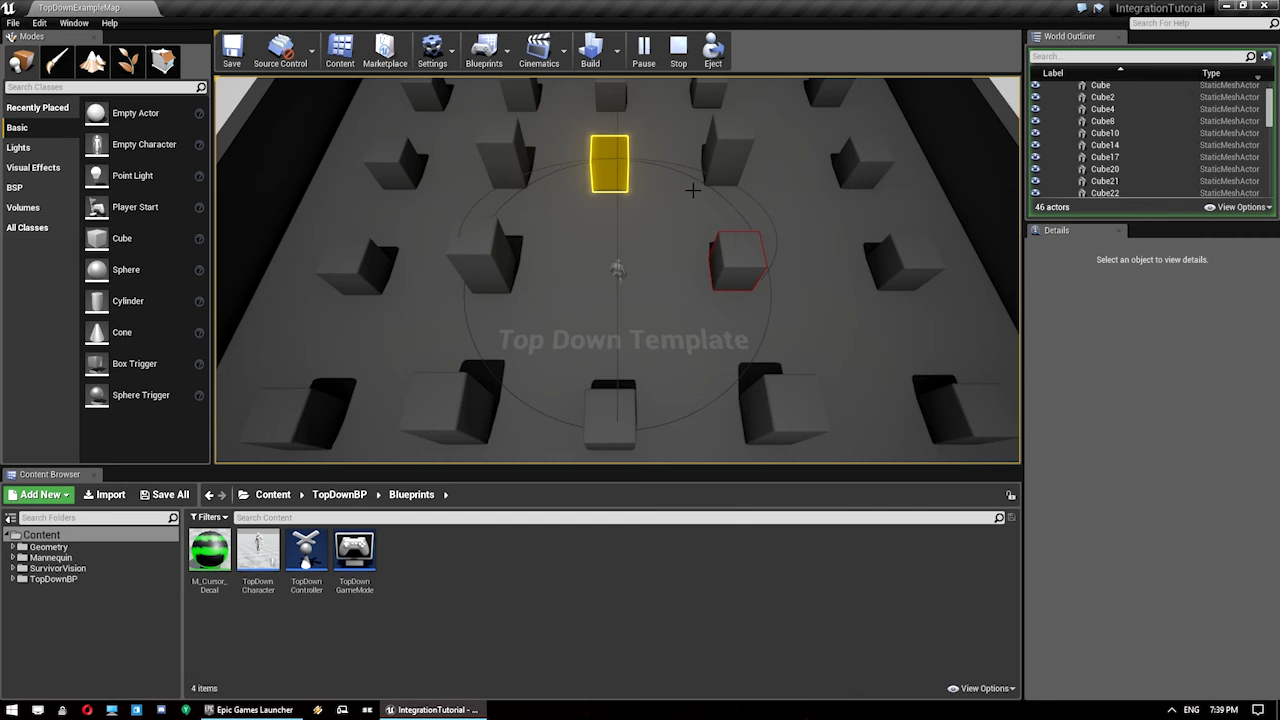 TopDownExampleMap
IntegrationTutorial
File Edit Window Help
Search For Help
Modes
World Outliner
Save Source Control Content Marketplace Settings Blueprints Cinematics Build Pause Stop Eject
Search...
Label Type
Search Classes
Recently Placed
Basic
Lights
Visual Effects
BSP
Volumes
All Classes
Empty Actor
Empty Character
Point Light
Player Start
Cube
Sphere
Cylinder
Cone
Box Trigger
Sphere Trigger
Cube StaticMeshActor
Cube2 StaticMeshActor
Cube4 StaticMeshActor
Cube8 StaticMeshActor
Cube10 StaticMeshActor
Cube14 StaticMeshActor
Cube17 StaticMeshActor
Cube20 StaticMeshActor
Cube21 StaticMeshActor
Cube22 StaticMeshActor
46 actors View Options
Details
Select an object to view details.
Top Down Template
Content Browser
Add New Import Save All Content TopDownBP Blueprints
Search Folders
Filters Search Content
Content
Geometry
Mannequin
SurvivorVision
TopDownBP
M_Cursor_
Decal
TopDown
Character
TopDown
Controller
TopDown
GameMode
4 items View Options
Epic Games Launcher IntegrationTutorial - ... ENG 7:39 PM